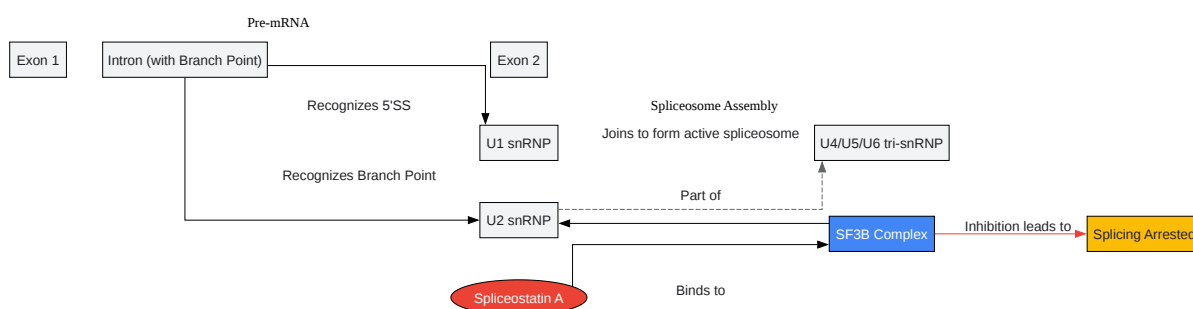 Pre-mRNA
Exon 1
Intron (with Branch Point)
Exon 2
Recognizes 5'SS
Spliceosome Assembly
Joins to form active spliceosome
U1 snRNP
U4/U5/U6 tri-snRNP
Recognizes Branch Point
Part of
U2 snRNP
SF3B Complex
Inhibition leads to
Splicing Arrested
Spliceostatin A
Binds to